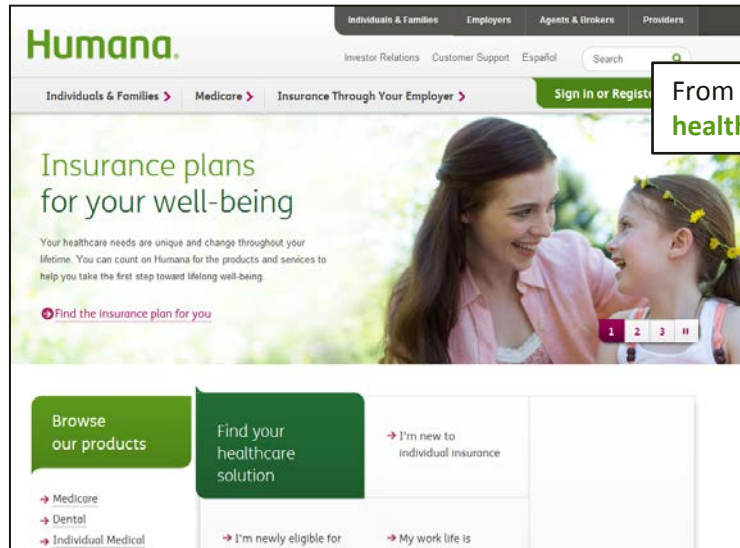 Individuals & Families Employers Agents & Brokers Providers
Humana.
Investor Relations Customer Support Español Search
Individuals & Families Medicare Insurance Through Your Employer Sign in or
From
Insurance plans
for your well-being
Your healthcare needs are unique and change throughout your
lifetime. You can count on Humana for the products and services to
help you take the first step toward lifelong well-being.
Find the insurance plan for you
1 2 3
Browse
our products
Find your
healthcare
solution
I'm new to
individual insurance
Medicare
Dental
Individual Medical
I'm newly eligible for
My work life is